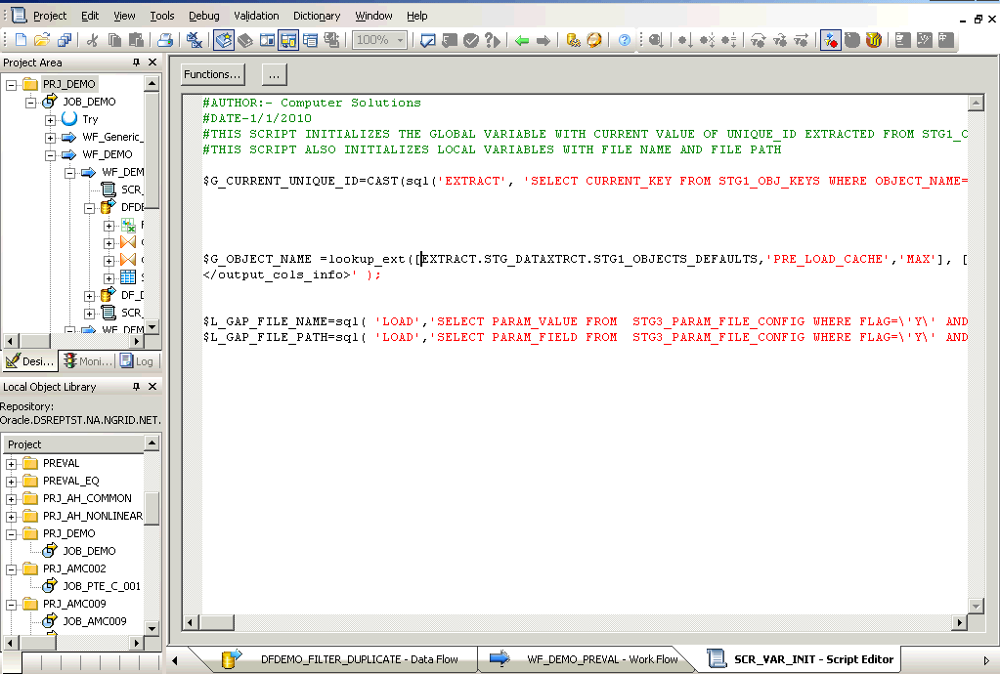 Project Edit View Tools Debug Validation Dictionary Window Help
100%
Project Area
PRJ_DEMO
JOB_DEMO
Try
WF_Generic_
WF_DEMO
WF_DEM
SCR_
DFDE
DF_D
SCR_
WF_DEM
Desi... Moni... Log
Local Object Library
Repository:
Oracle.DSREPTST.NA.NGRID.NET.
Project
PREVAL
PREVAL_EQ
PRJ_AH_COMMON
PRJ_AH_NONLINEAR
PRJ_DEMO
JOB_DEMO
PRJ_AMC002
JOB_PTE_C_001
PRJ_AMC009
JOB_AMC009
Functions... ...
#AUTHOR:- Computer Solutions
#DATE-1/1/2010
#THIS SCRIPT INITIALIZES THE GLOBAL VARIABLE WITH CURRENT VALUE OF UNIQUE_ID EXTRACTED FROM STG1_O
#THIS SCRIPT ALSO INITIALIZES LOCAL VARIABLES WITH FILE NAME AND FILE PATH
$G_CURRENT_UNIQUE_ID=CAST(sql('EXTRACT', 'SELECT CURRENT_KEY FROM STG1_OBJ_KEYS WHERE OBJECT_NAME=
$G_OBJECT_NAME =lookup_ext([EXTRACT.STG_DATAXTRCT.STG1_OBJECTS_DEFAULTS,'PRE_LOAD_CACHE','MAX'], [
</output_cols_info>' );
$L_GAP_FILE_NAME=sql( 'LOAD','SELECT PARAM_VALUE FROM  STG3_PARAM_FILE_CONFIG WHERE FLAG=\'Y\' AND
$L_GAP_FILE_PATH=sql( 'LOAD','SELECT PARAM_FIELD FROM  STG3_PARAM_FILE_CONFIG WHERE FLAG=\'Y\' AND
DFDEMO_FILTER_DUPLICATE - Data Flow WF_DEMO_PREVAL - Work Flow SCR_VAR_INIT - Script Editor